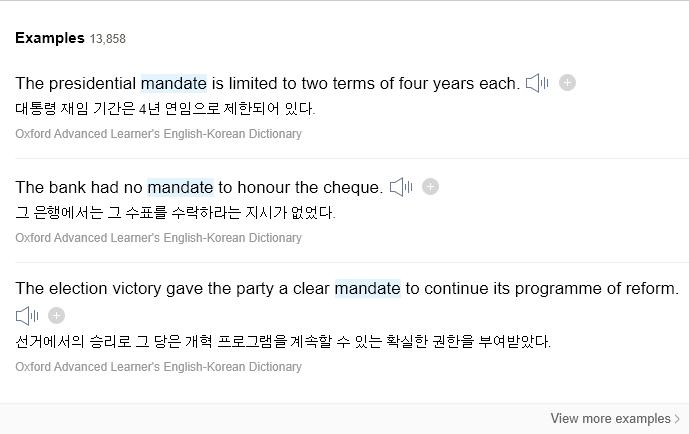 Examples 13,858
The presidential mandate is limited to two terms of four years each.
대통령 재임 기간은 4년 연임으로 제한되어 있다.
Oxford Advanced Learner's English-Korean Dictionary
The bank had no mandate to honour the cheque.
그 은행에서는 그 수표를 수락하라는 지시가 없었다.
Oxford Advanced Learner's English-Korean Dictionary
The election victory gave the party a clear mandate to continue its programme of reform.
선거에서의 승리로 그 당은 개혁 프로그램을 계속할 수 있는 확실한 권한을 부여받았다.
Oxford Advanced Learner's English-Korean Dictionary
View more examples